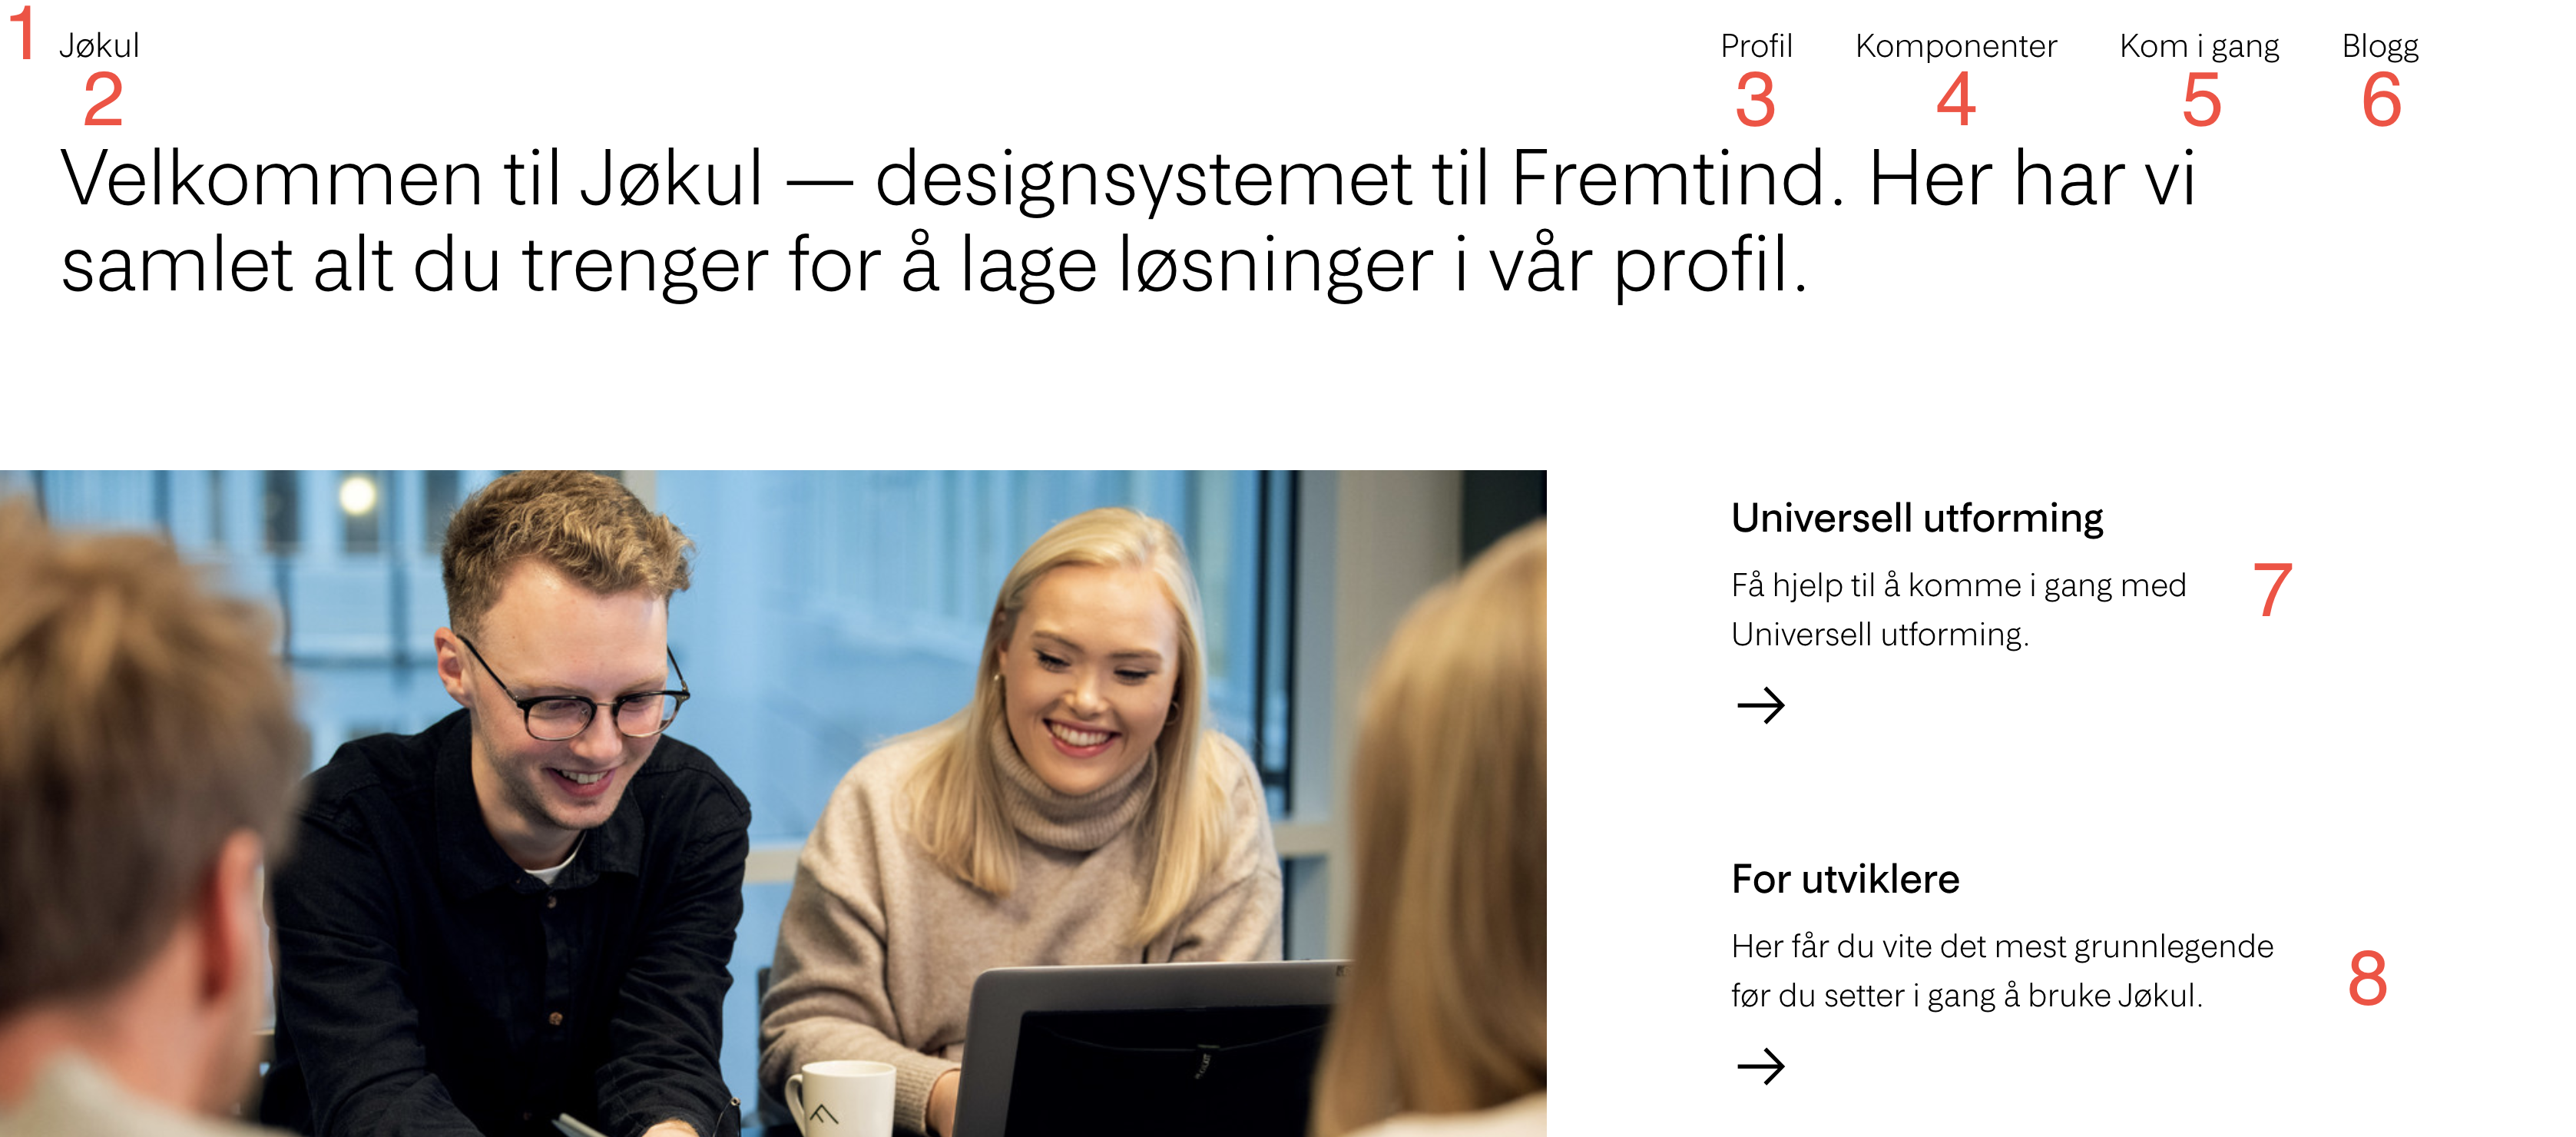 1 Jøkul Profil Komponenter Kom i gang Blogg
2 3 4 5 6
Velkommen til Jøkul — designsystemet til Fremtind. Her har vi
samlet alt du trenger for å lage løsninger i vår profil.
Universell utforming
Få hjelp til å komme i gang med
Universell utforming.
7
For utviklere
Her får du vite det mest grunnlegende
før du setter i gang å bruke Jøkul.
8